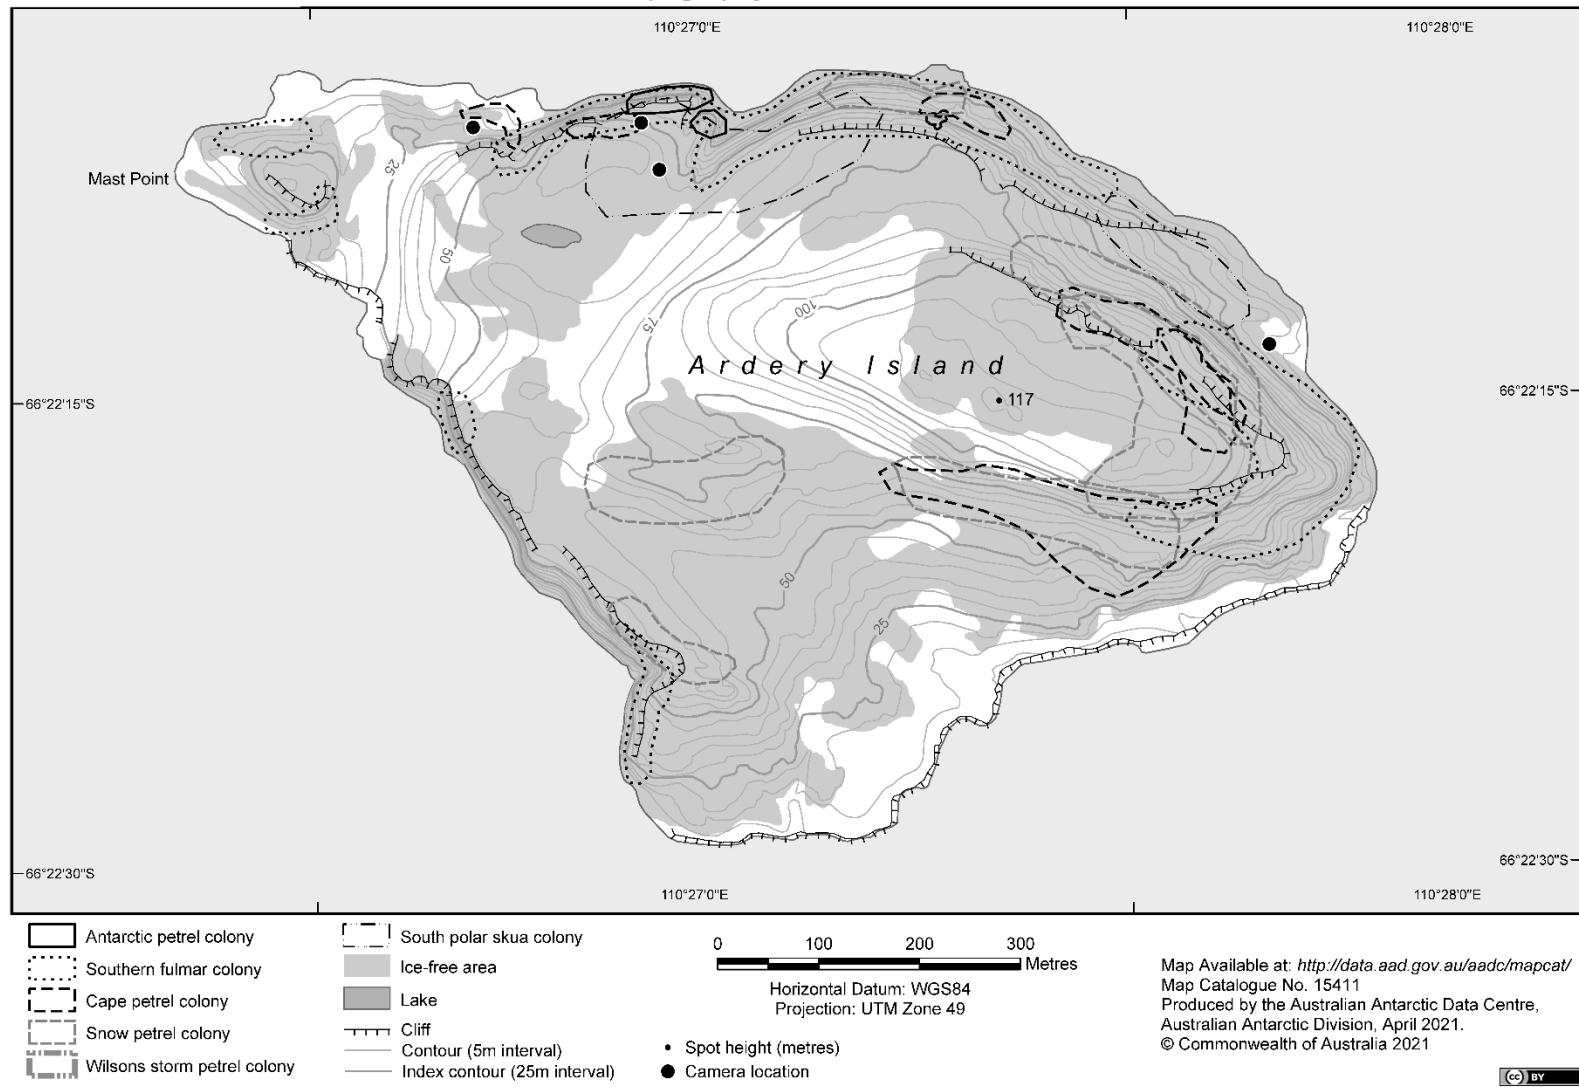 110°27'0"E
110°28'0"E
Mast Point
25
50
75
100
Ardery Island
117
66°22'15"S
66°22'15"S
50
25
66°22'30"S
66°22'30"S
110°27'0"E
110°28'0"E
Antarctic petrel colony
Southern fulmar colony
Cape petrel colony
Snow petrel colony
Wilsons storm petrel colony
South polar skua colony
Ice-free area
Lake
Cliff
Contour (5m interval)
Index contour (25m interval)
0 100 200 300
Metres
Horizontal Datum: WGS84
Projection: UTM Zone 49
Spot height (metres)
Camera location
Map Available at: http://data.aad.gov.au/aadc/mapcat/
Map Catalogue No. 15411
Produced by the Australian Antarctic Data Centre,
Australian Antarctic Division, April 2021.
© Commonwealth of Australia 2021
cc BY